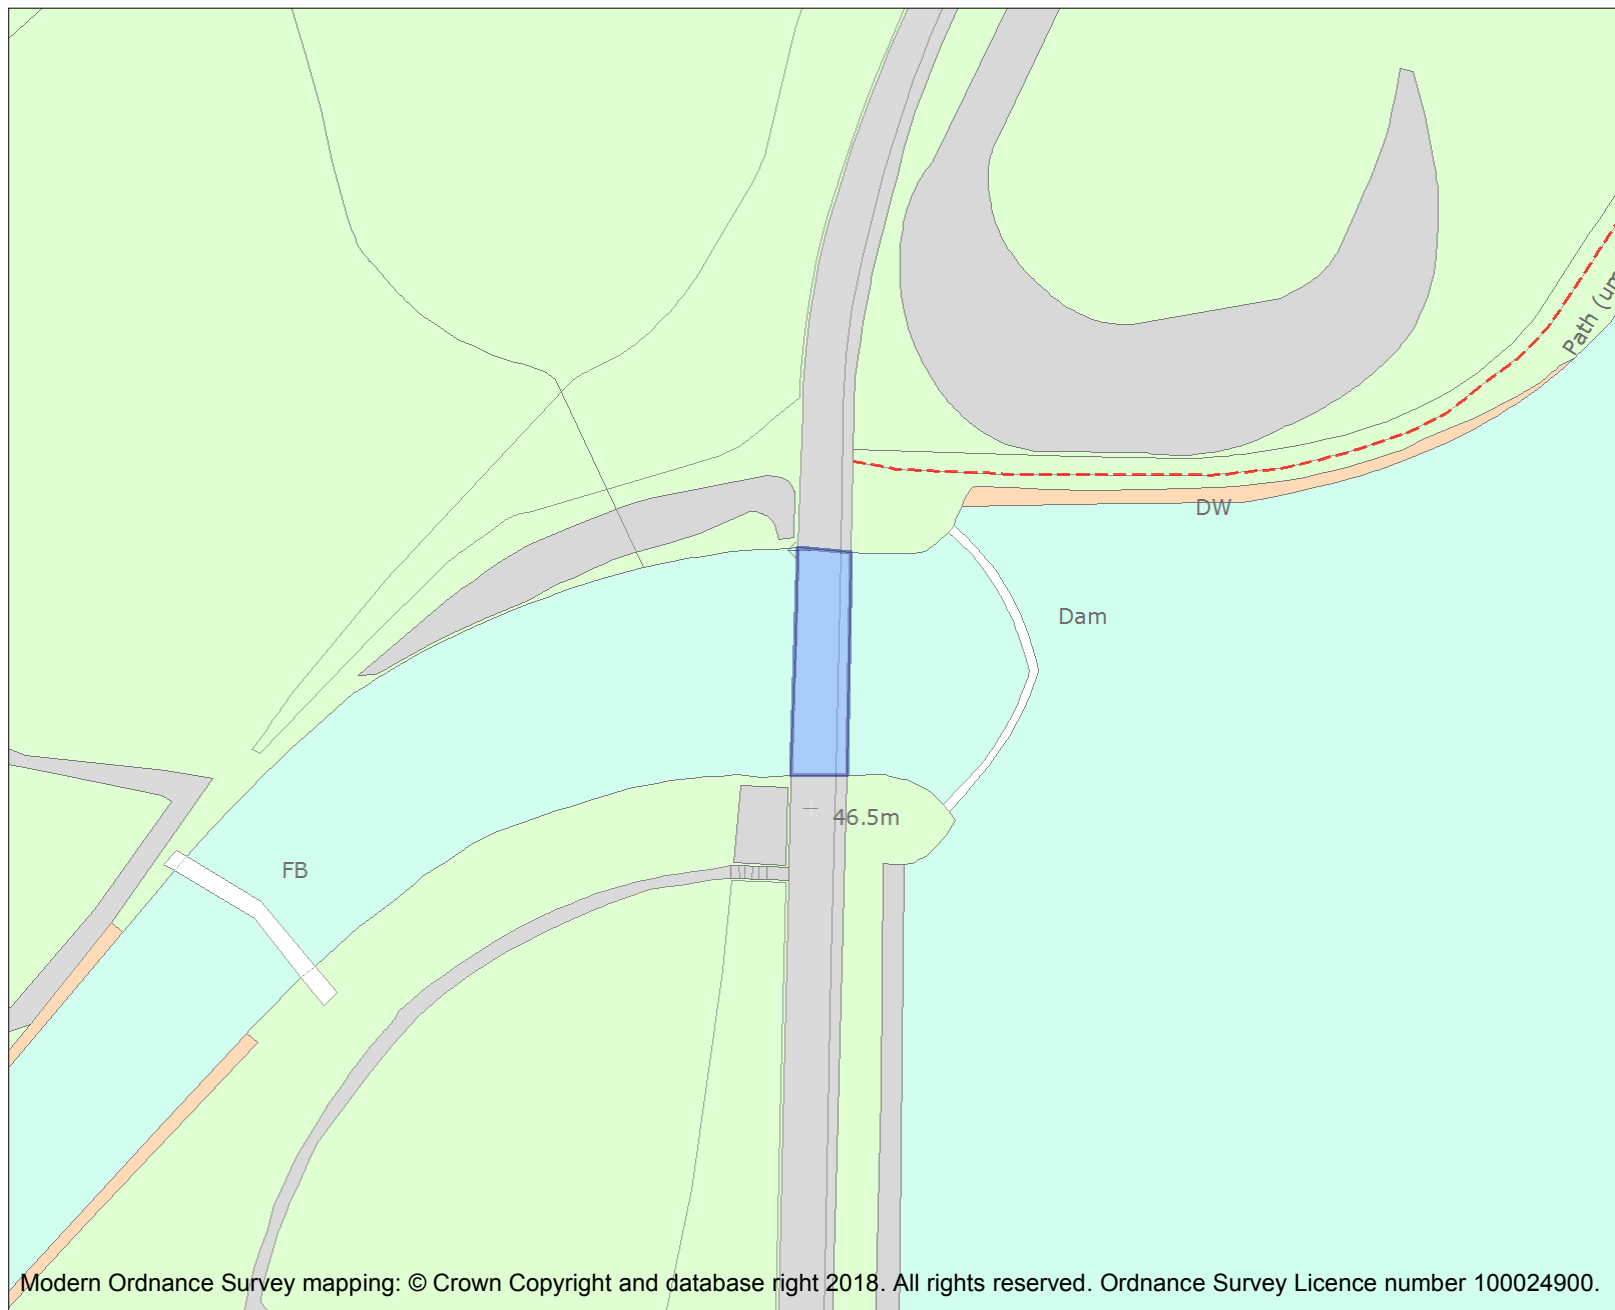 Path (um
DW
Dam
46.5m
FB
Modern Ordnance Survey mapping: © Crown Copyright and database right 2018. All rights reserved. Ordnance Survey Licence number 100024900.